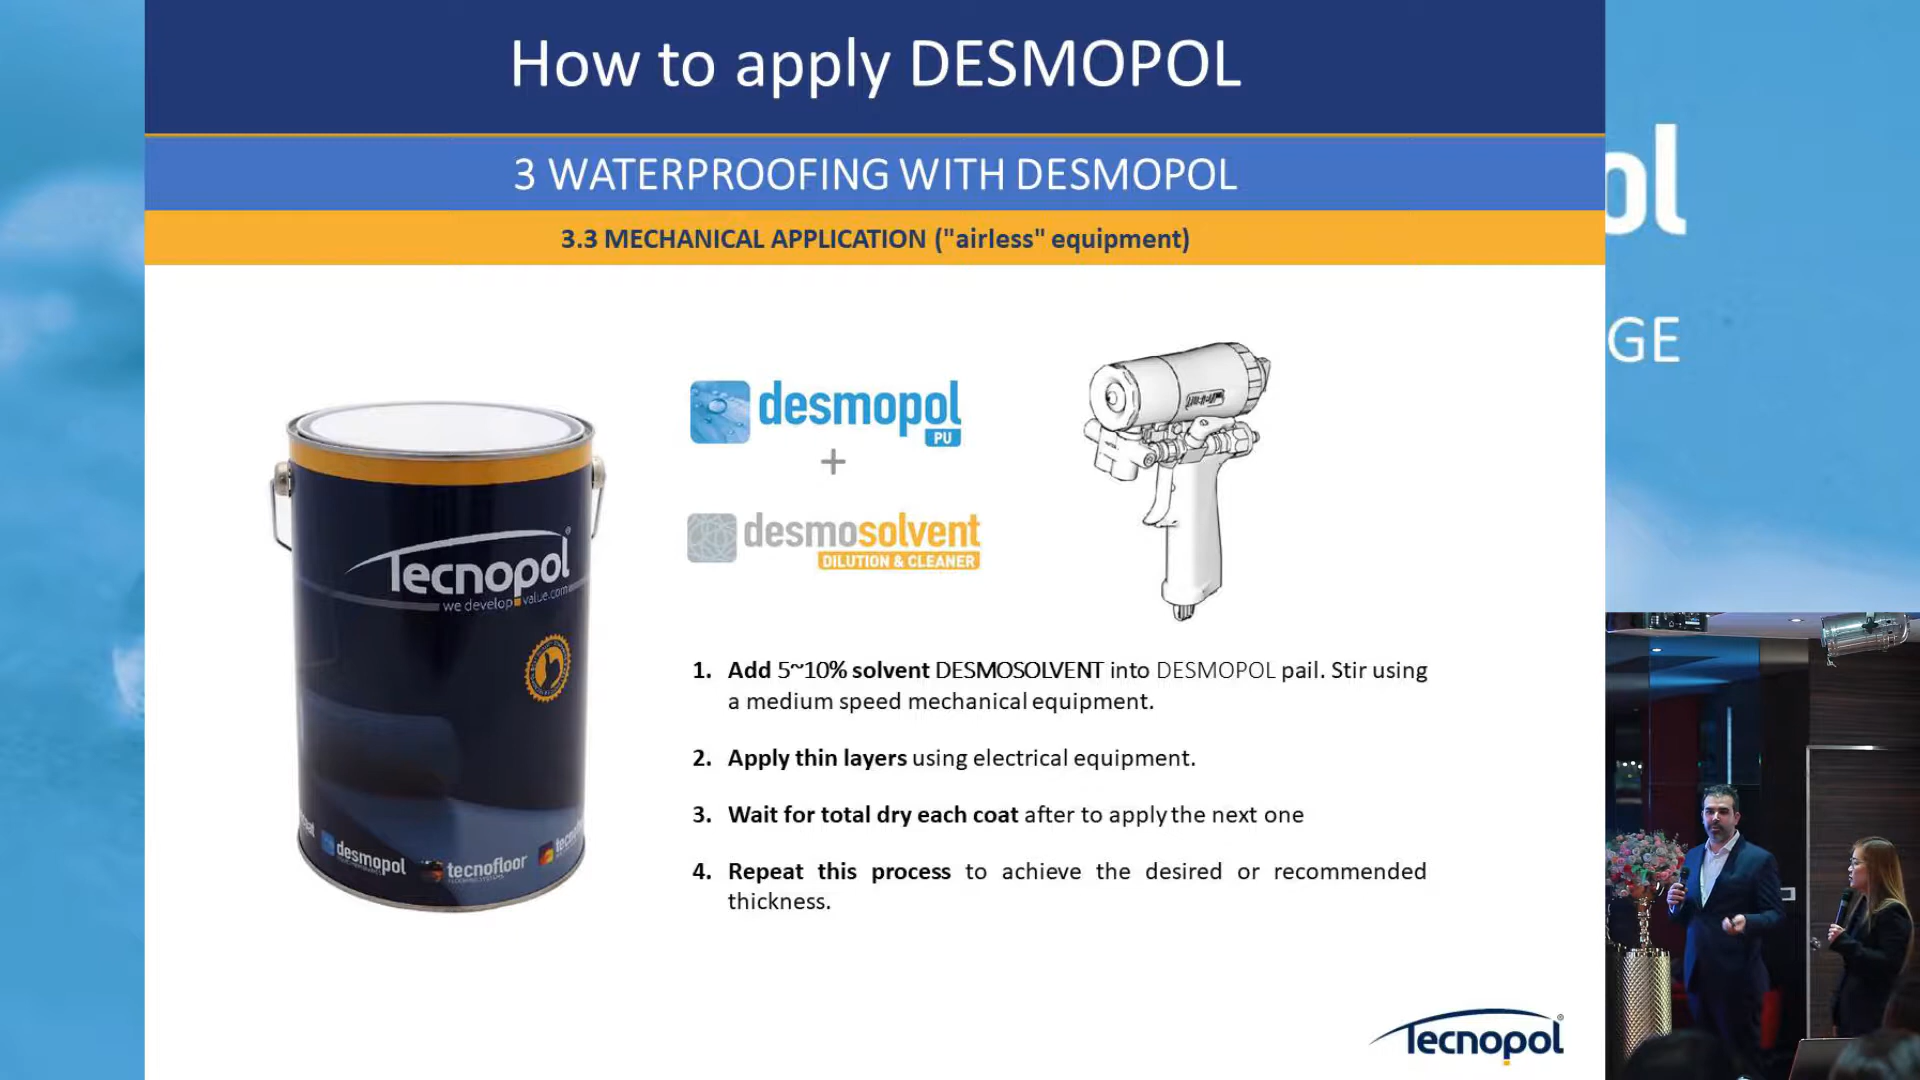 How to apply DESMOPOL
3 WATERPROOFING WITH DESMOPOL
3.3 MECHANICAL APPLICATION ("airless" equipment)
ol
GE
desmopol
PU
+
desmosolvent
DILUTION & CLEANER
Tecnopol®
we develop value.com
desmopol
tecnofloor
1. Add 5~10% solvent DESMOSOLVENT into DESMOPOL pail. Stir using
a medium speed mechanical equipment.
2. Apply thin layers using electrical equipment.
3. Wait for total dry each coat after to apply the next one
4. Repeat this process to achieve the desired or recommended
thickness.
Tecnopol®